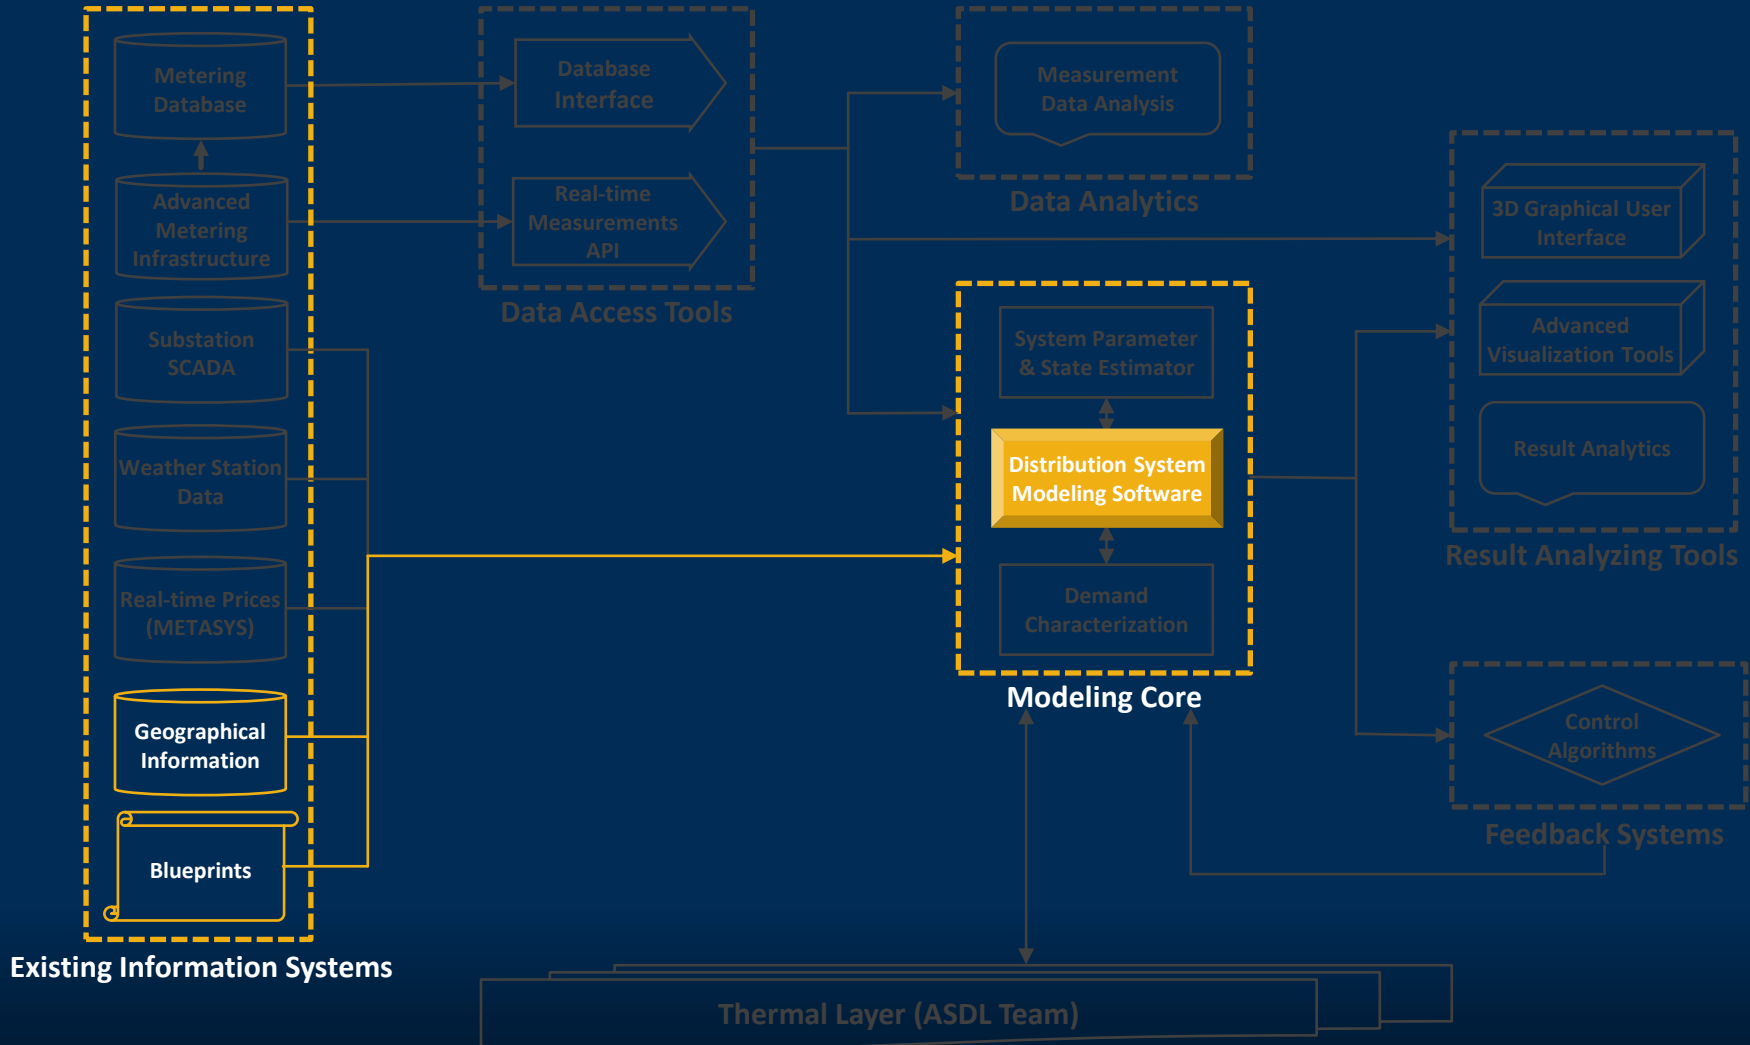 Metering
Database
Advanced
Metering
Infrastructure
Substation
SCADA
Weather Station
Data
Real-time Prices
(METASYS)
Geographical
Information
Blueprints
Existing Information Systems
Database
Interface
Real-time
Measurements
API
Data Access Tools
Measurement
Data Analysis
Data Analytics
System Parameter
& State Estimator
Distribution System
Modeling Software
Demand
Characterization
Modeling Core
3D Graphical User
Interface
Advanced
Visualization Tools
Result Analytics
Result Analyzing Tools
Control
Algorithms
Feedback Systems
Thermal Layer (ASDL Team)